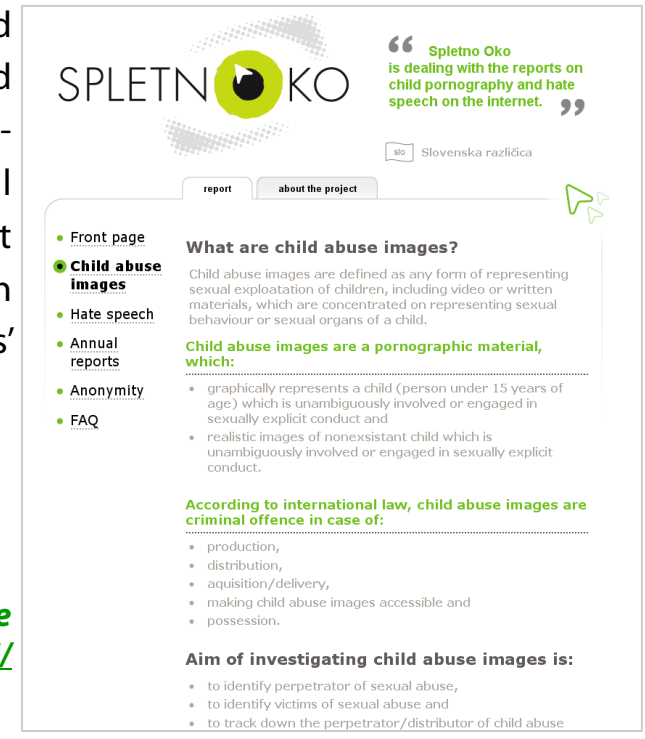 d
d
-
l
t
n
s’
e
//
SPLETNOKO
“ Spletno Oko
is dealing with the reports on
child pornography and hate
speech on the internet. ”
slo Slovenska različica
report about the project
Front page
Child abuse
images
Hate speech
Annual
reports
Anonymity
FAQ
What are child abuse images?
Child abuse images are defined as any form of representing
sexual exploatation of children, including video or written
materials, which are concentrated on representing sexual
behaviour or sexual organs of a child.
Child abuse images are a pornographic material,
which:
graphically represents a child (person under 15 years of
age) which is unambiguously involved or engaged in
sexually explicit conduct and
realistic images of nonexsistant child which is
unambiguously involved or engaged in sexually explicit
conduct.
According to international law, child abuse images are
criminal offence in case of:
production,
distribution,
aquisition/delivery,
making child abuse images accessible and
possession.
Aim of investigating child abuse images is:
to identify perpetrator of sexual abuse,
to identify victims of sexual abuse and
to track down the perpetrator/distributor of child abuse